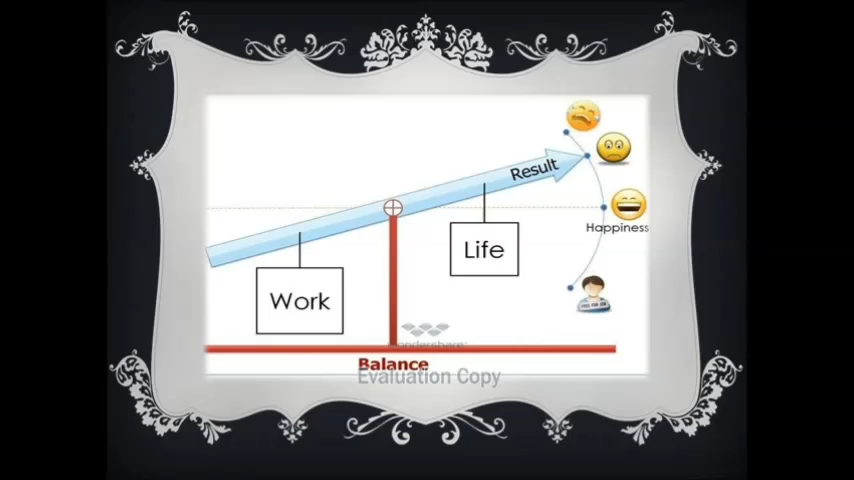 Result
Happiness
Life
Work
Balance
Evaluation Copy